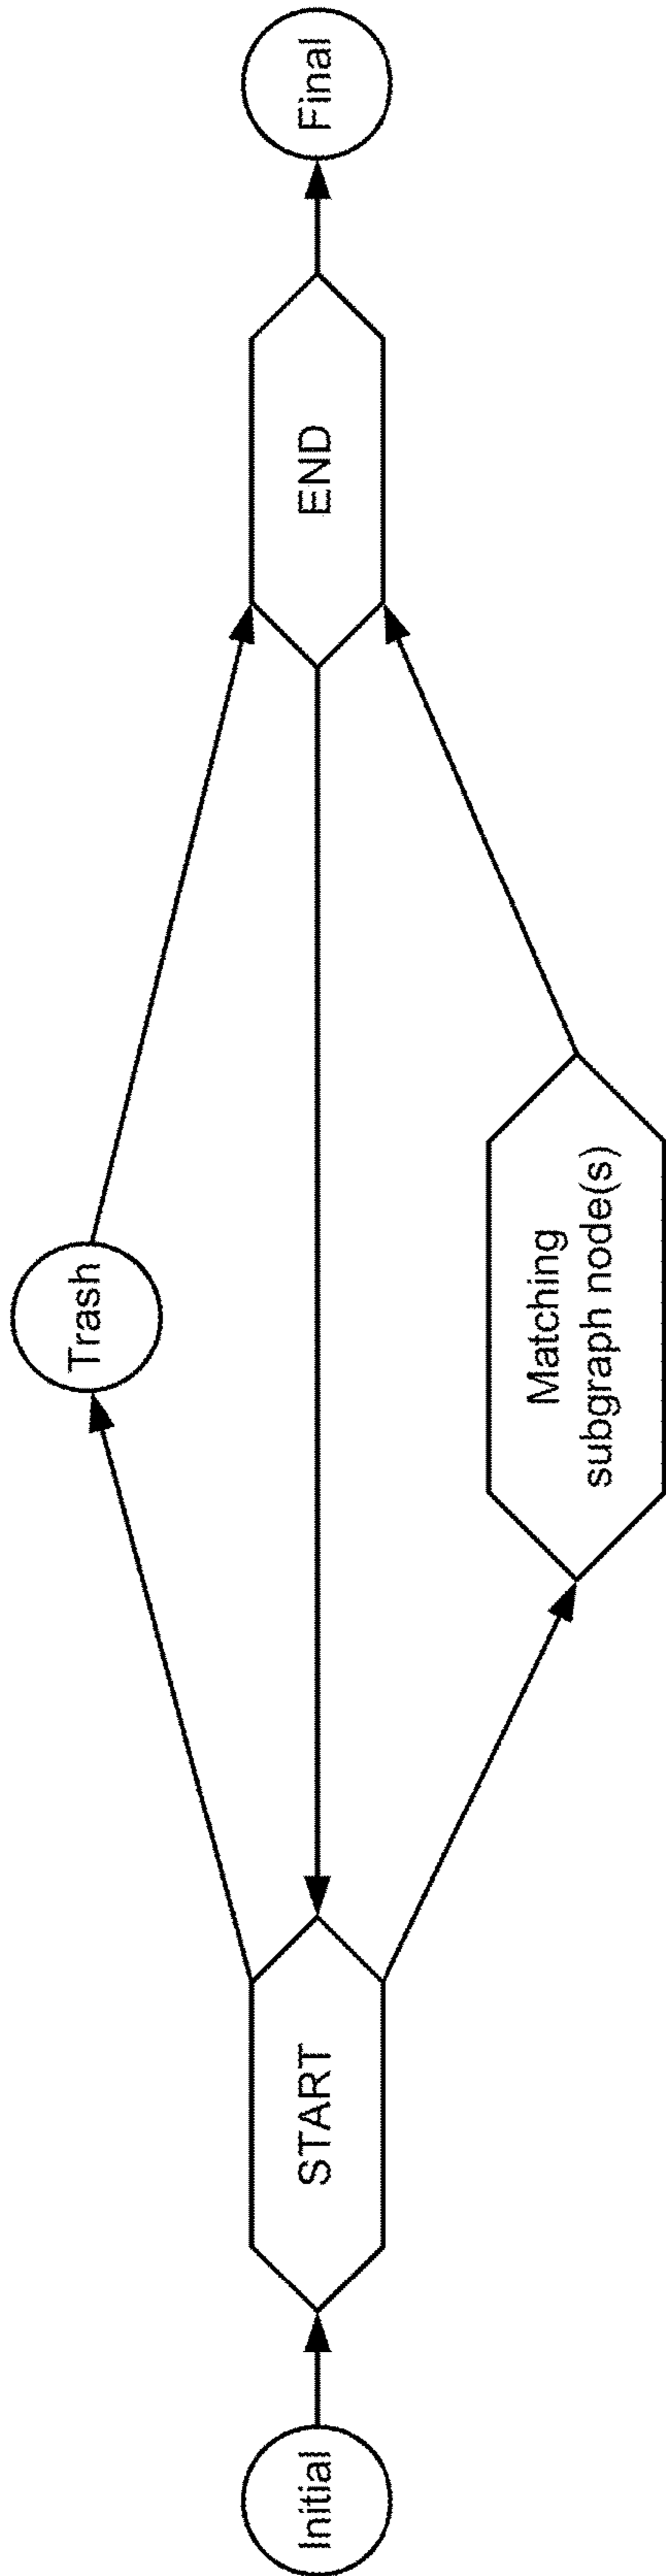 Initial
START
Trash
Matching
subgraph node(s)
END
Final